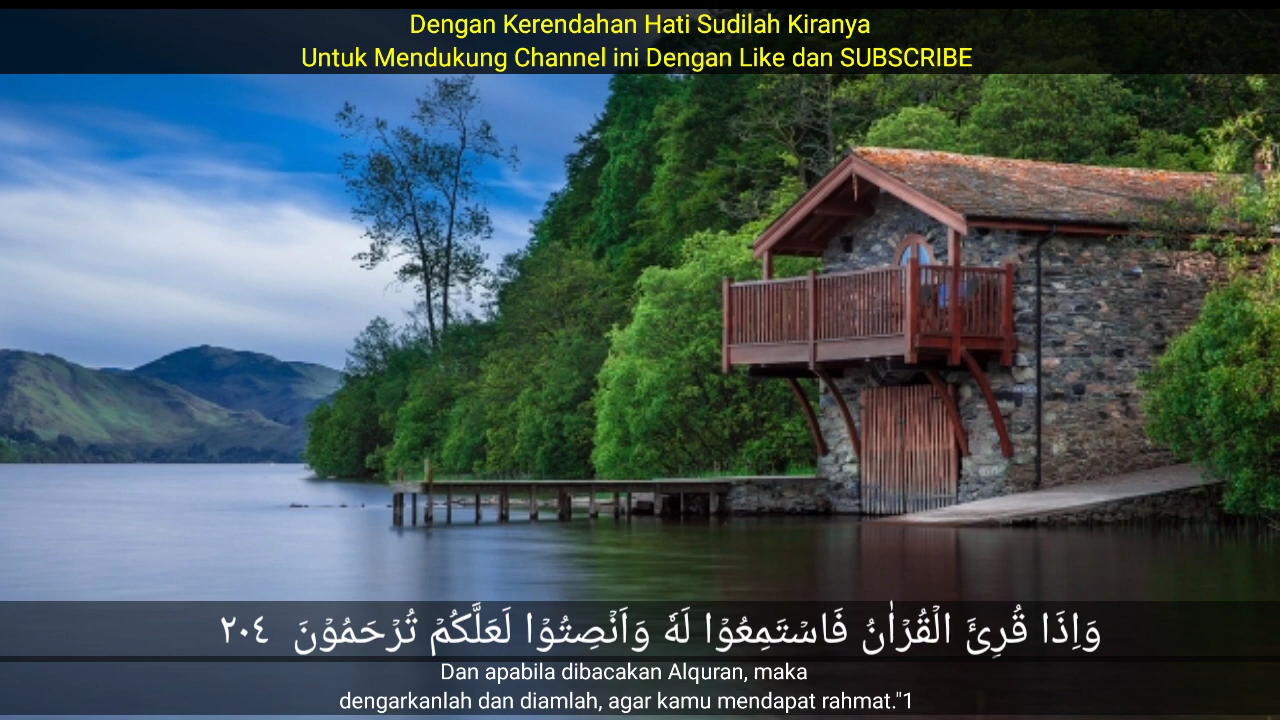 Dengan Kerendahan Hati Sudilah Kiranya
Untuk Mendukung Channel ini Dengan Like dan SUBSCRIBE
وَاِذَا قُرِئَ الْقُرْاٰنُ فَاسْتَمِعُوْا لَهٗ وَاَنْصِتُوْا لَعَلَّكُمْ تُرْحَمُوْنَ ٢٠٤
Dan apabila dibacakan Alquran, maka
dengarkanlah dan diamlah, agar kamu mendapat rahmat."1